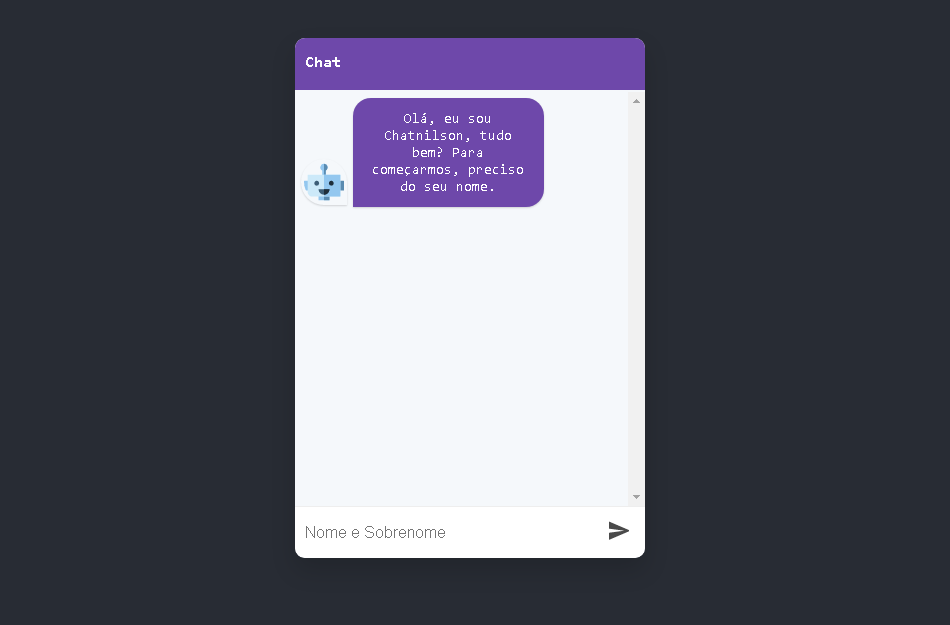 Chat
Olá, eu sou
Chatnilson, tudo
bem? Para
começarmos, preciso
do seu nome.
Nome e Sobrenome